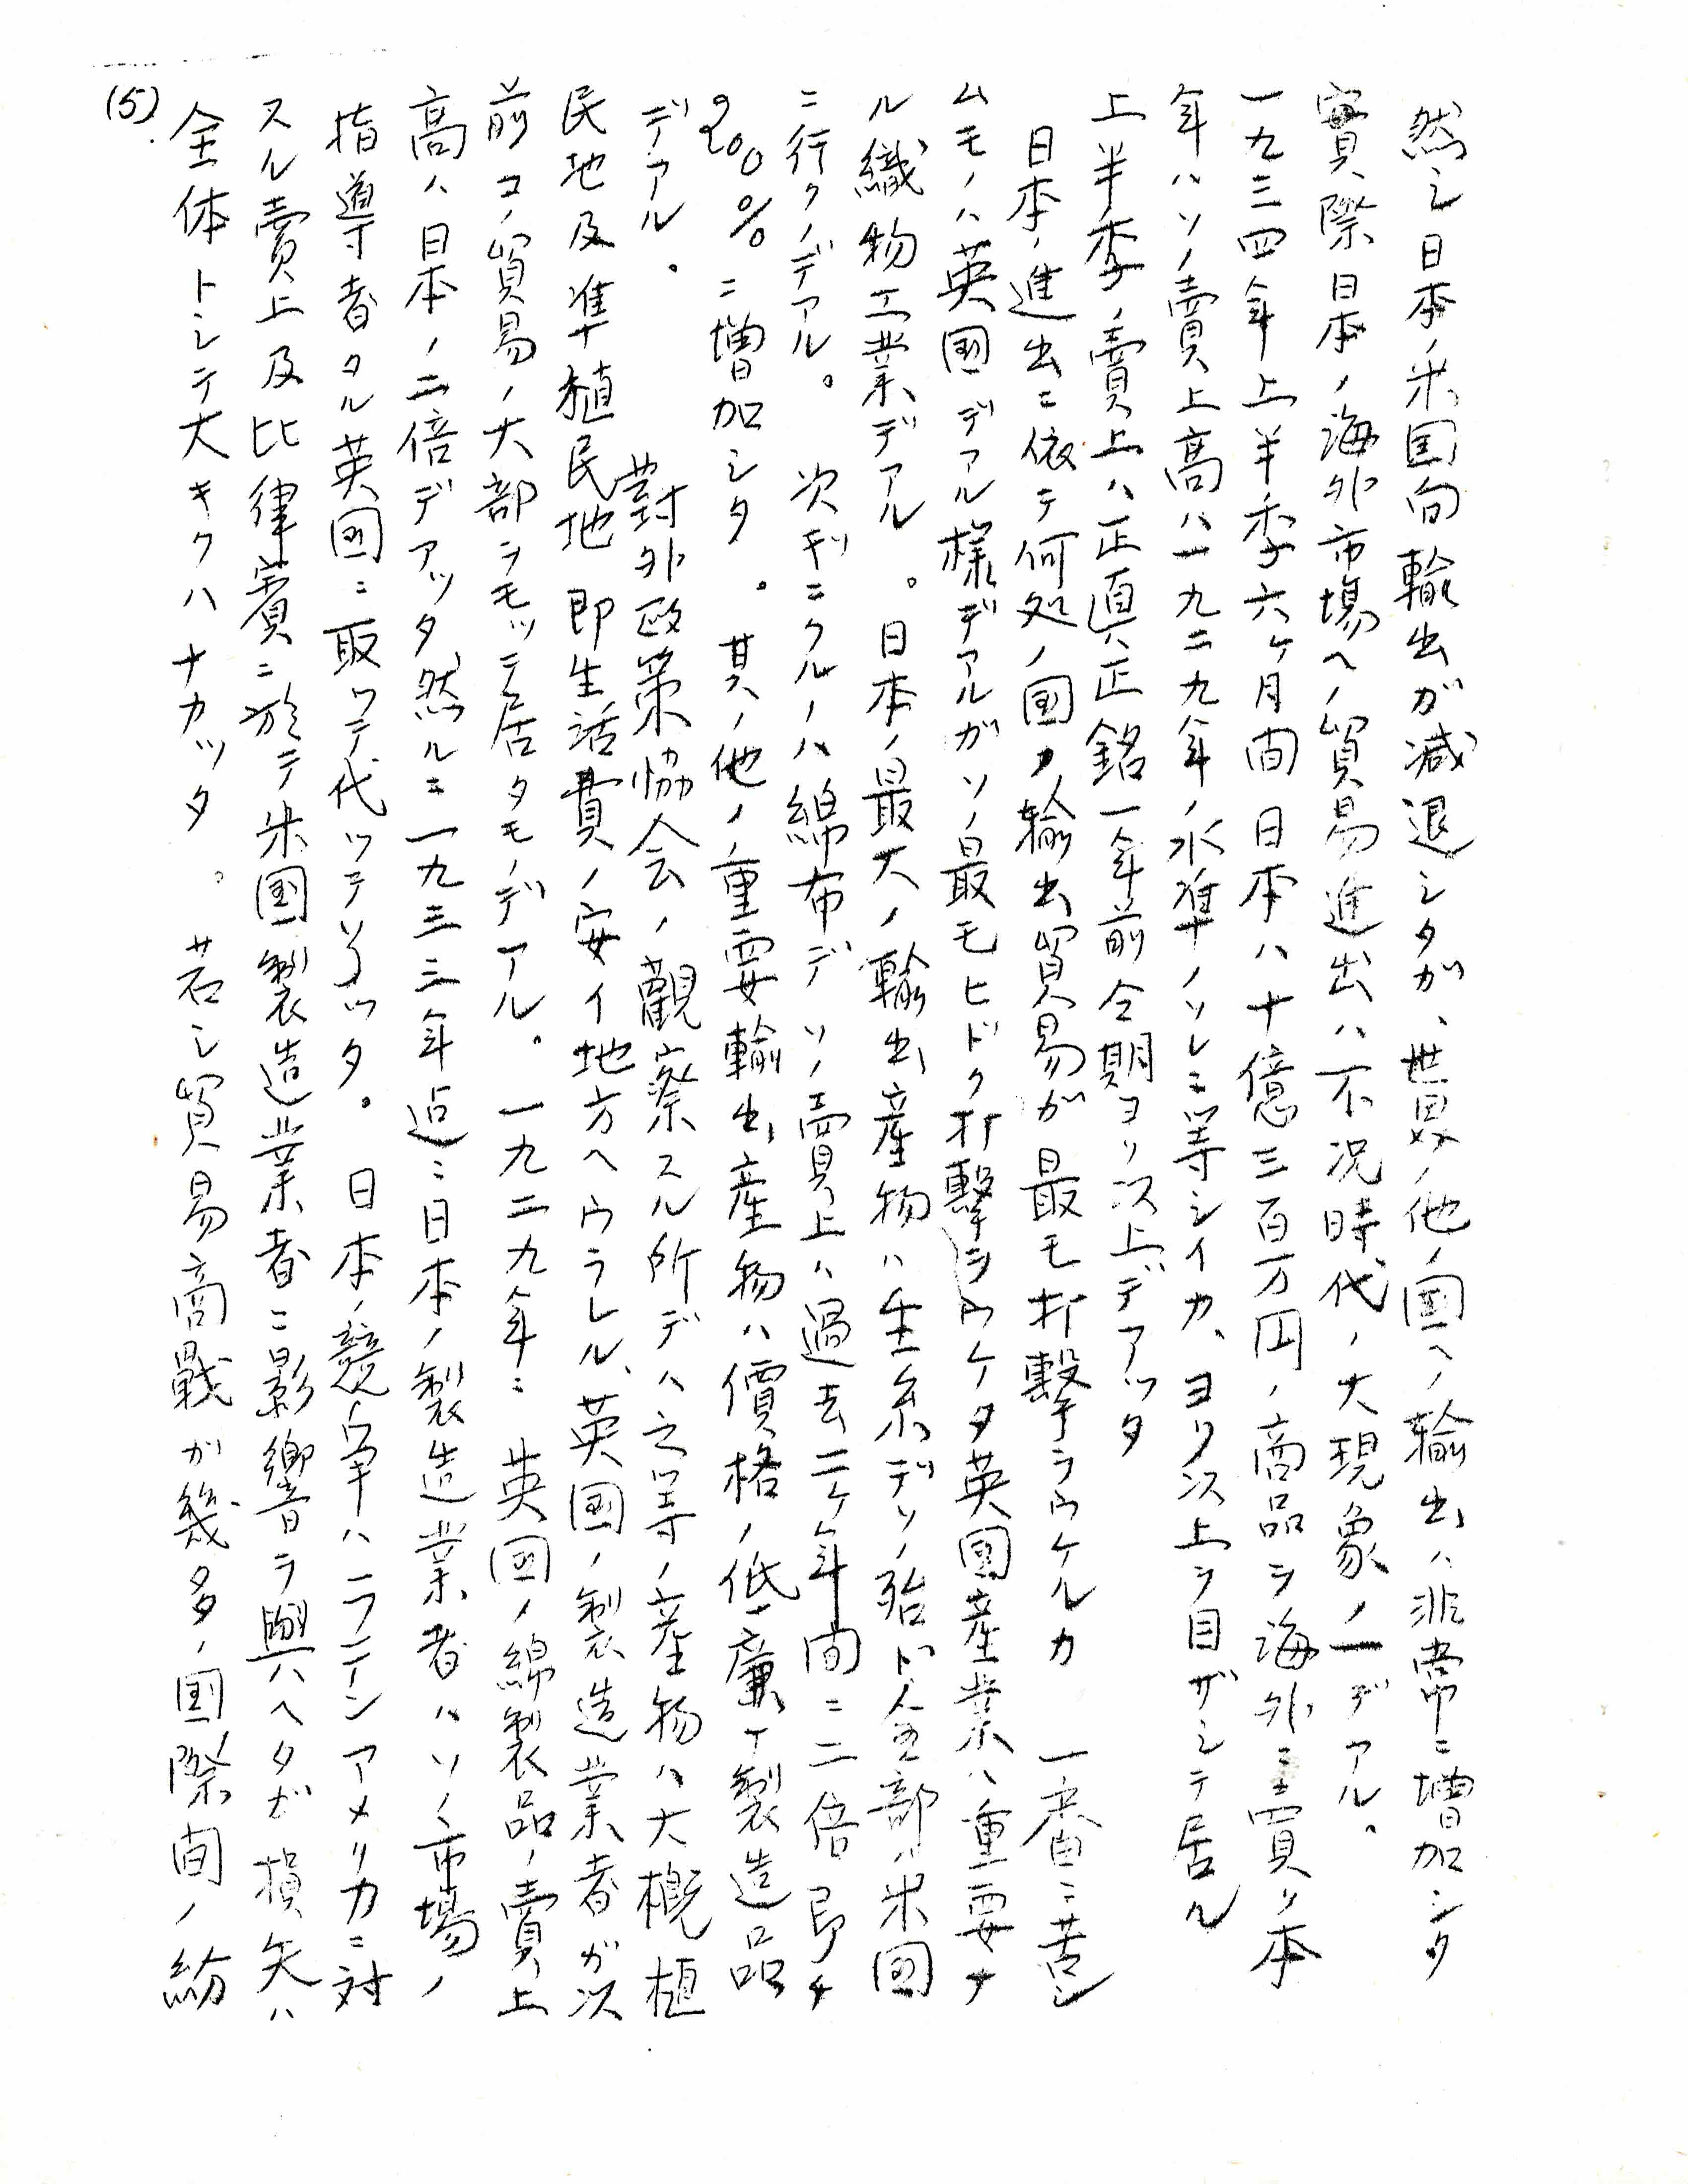 然シ日本ノ米国向輸出ガ減退シタガ、世界ノ他ノ国ヘノ輸出ハ非常ニ増加シタ
實際日本ノ海外市場ヘノ貿易進出ハ不況時代ノ大現象ノ一デアル。
一九三四年上半季六ヶ月間日本ハ十億三百万円ノ商品ヲ海外ニ賣リ本
年ハソノ賣上高ハ一九二九年ノ水準ノソレニ等シイカ、ヨリ以上ヲ目ザシテ居ル
上半季ノ賣上ハ正真正銘一年前今期ヨリ以上デアッタ
日本ノ進出ニ依テ何処ノ国カ輸出貿易ガ最モ打撃ヲウケルカ 一番ニ苦シ
ムモノハ英国デアル様デアルガソノ最モヒドク打撃ヲウケタ英国産業ハ重要ナ
ル織物工業デアル。日本ノ最大ノ輸出産物ハ生糸デソノ殆ド全部ハ米国
ニ行クノデアル。 次ギニクルノハ綿布デソノ賣上ハ過去二ヶ年間ニ二倍即チ
200%ニ増加シタ。其ノ他ノ重要輸出産物ハ價格ノ低廉ナ製造品
デアル。 對外政策協会ノ觀察スル所デハ之等ノ産物ハ大概植
民地及準植民地即生活費ノ安イ地方ヘウラレル、英国ノ製造業者ガ以
前コノ貿易ノ大部ヲモッテ居タモノデアル。一九二九年ニ英国ノ綿製品ノ賣上
高ハ日本ノ二倍デアッタ然ルニ一九三三年迠ニ日本ノ製造業者ハソノ市場ノ
指導者タル英国ニ取ッテ代ッテ了ッタ。日本ノ競争ハラテインアメリカニ対
スル賣上及比律賓ニ於テ米国製造業者ニ影響ヲ與ヘタガ損失ハ
全体トシテ大キクハナカッタ。若シ貿易商戰ガ幾多ノ国際間ノ紛
(5).